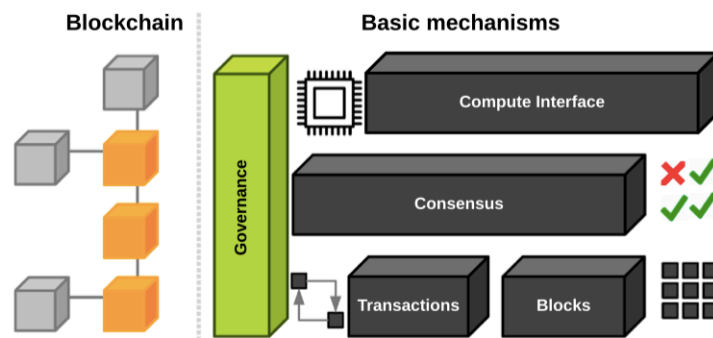 Blockchain
Basic mechanisms
Governance
Compute Interface
Consensus
Transactions
Blocks